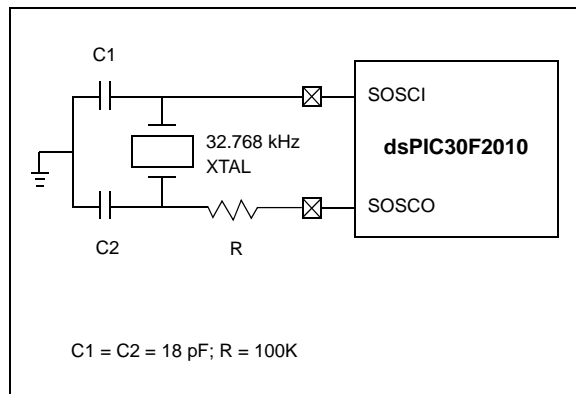 C1
SOSCI
32.768 kHz
XTAL
dsPIC30F2010
SOSCO
C2
R
C1 = C2 = 18 pF; R = 100K